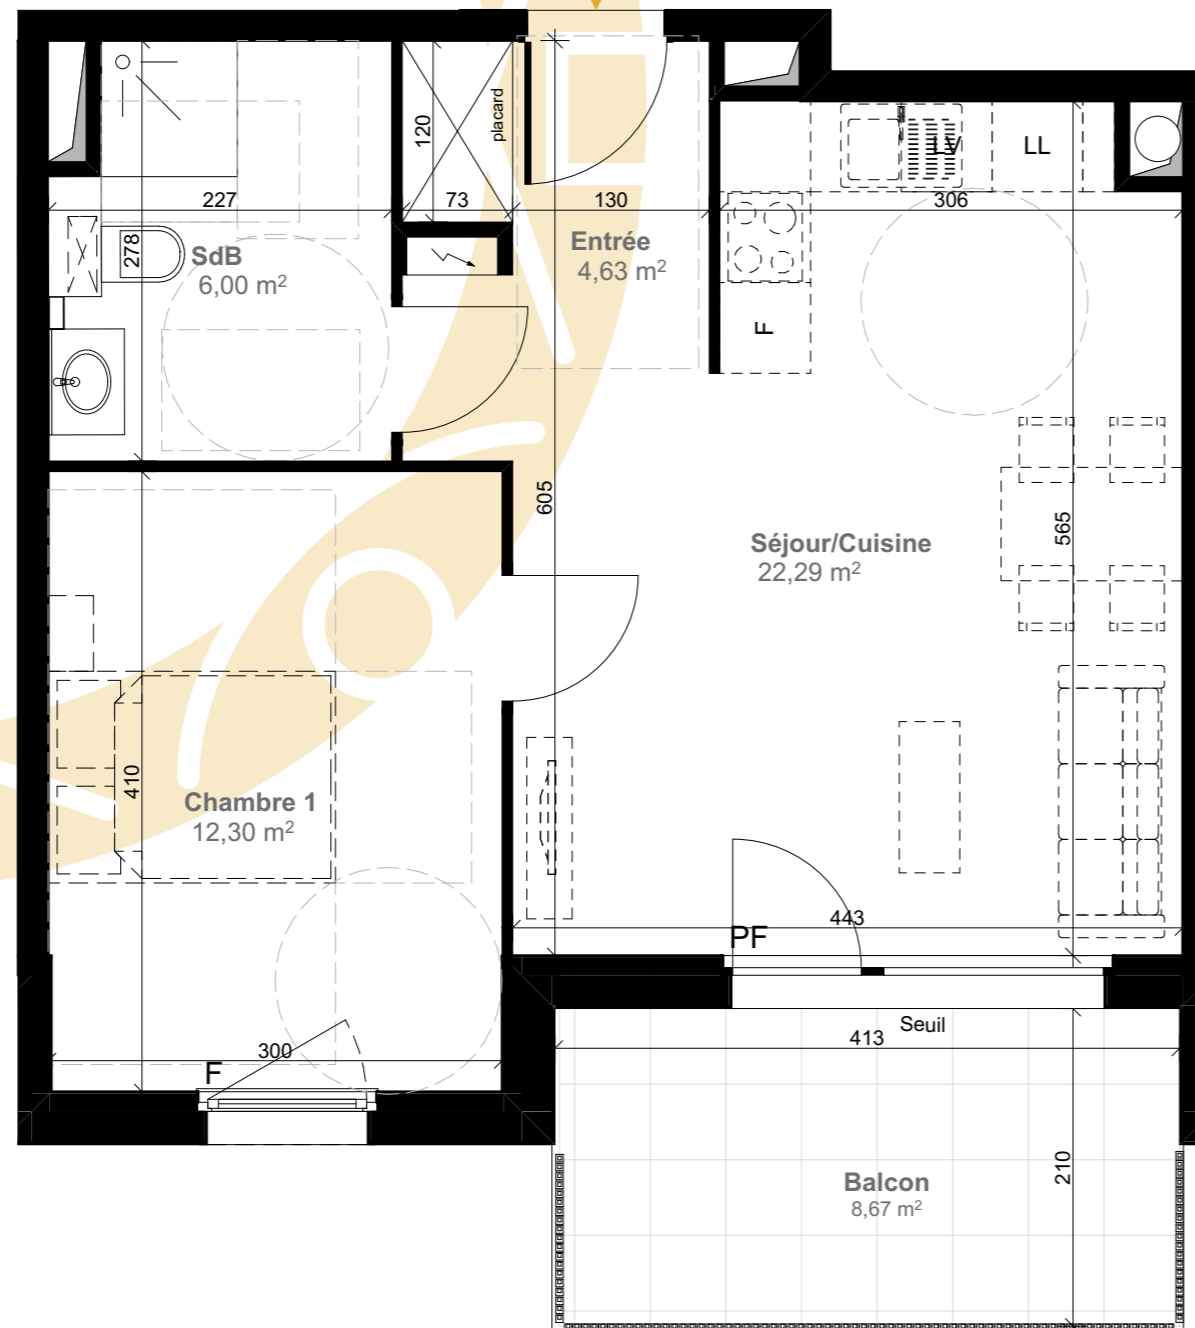 placard
120
LV
LL
227
73
130
306
278
SdB
6,00 m²
Entrée
4,63 m²
F
605
565
Séjour/Cuisine
22,29 m²
410
Chambre 1
12,30 m²
443
PF
300
F
Seuil
413
210
Balcon
8,67 m²